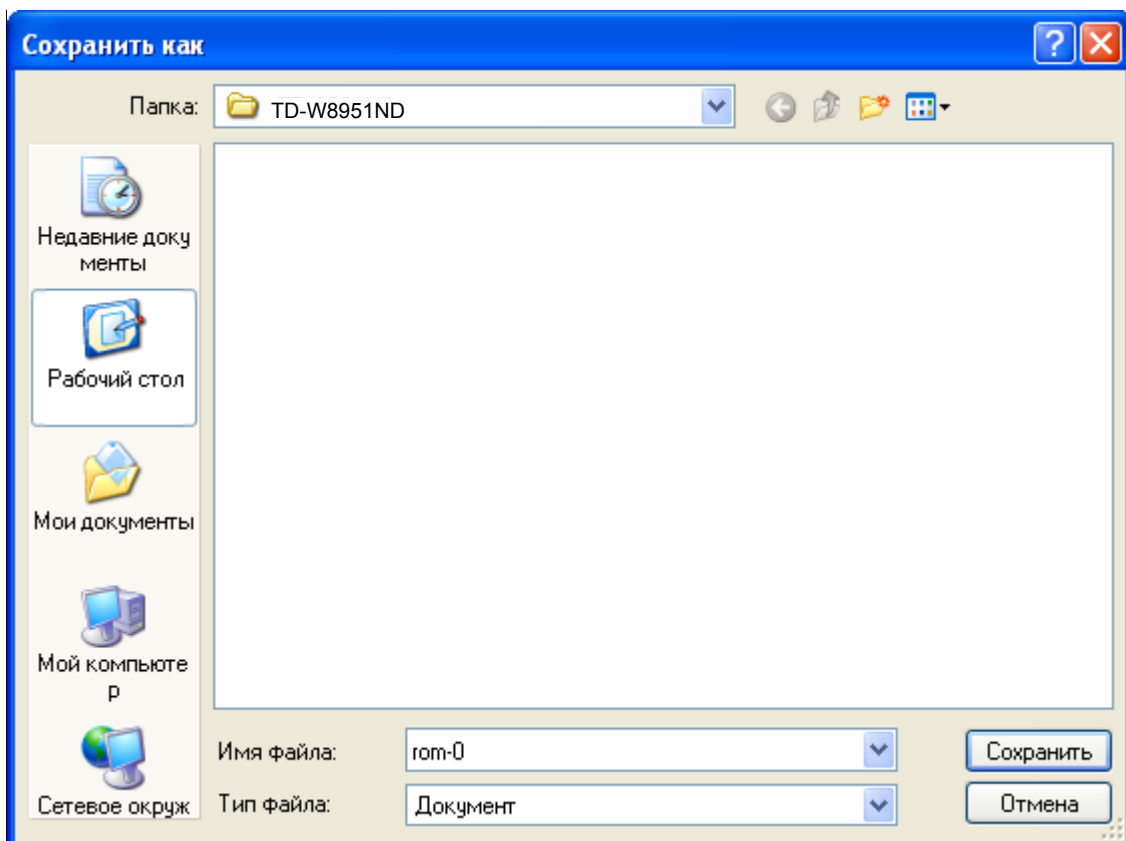 Сохранить как
Папка:
TD-W8951ND
Недавние доку
менты
Рабочий стол
Мои документы
Мой компьюте
р
Сетевое окруж
Имя файла:
rom-0
Сохранить
Тип файла:
Документ
Отмена